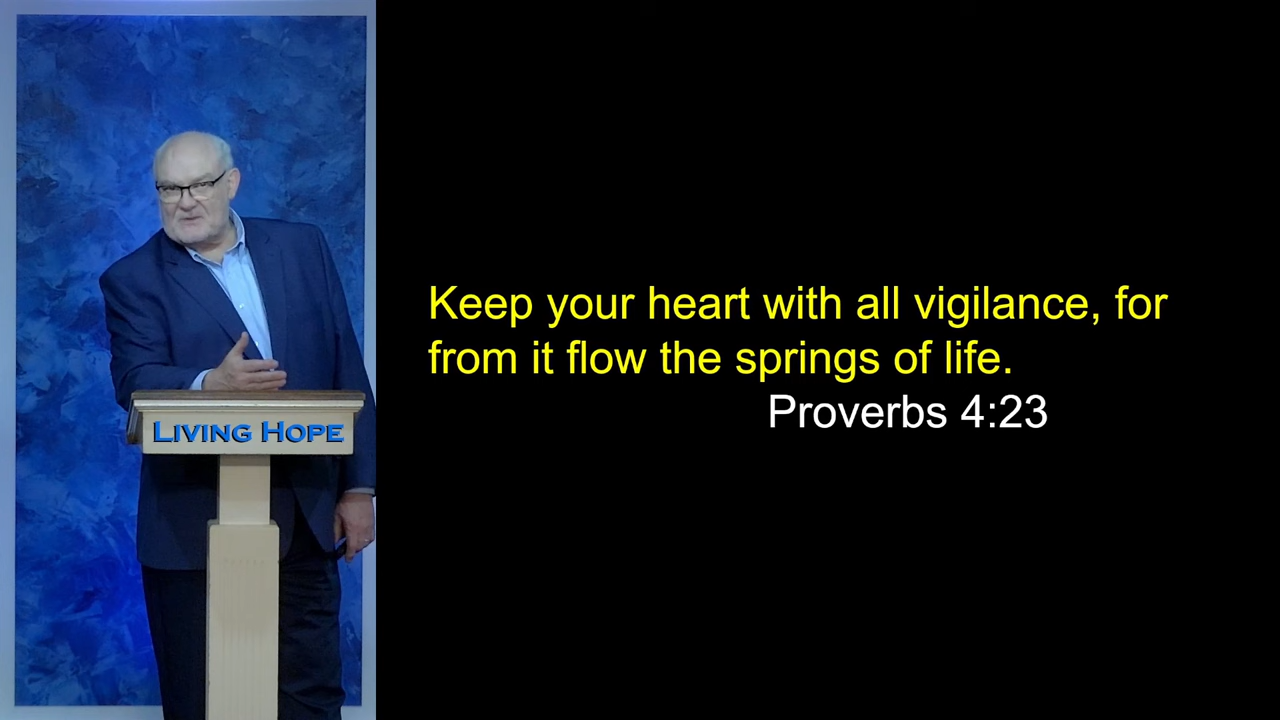 LIVING HOPE
Keep your heart with all vigilance, for
from it flow the springs of life.
Proverbs 4:23